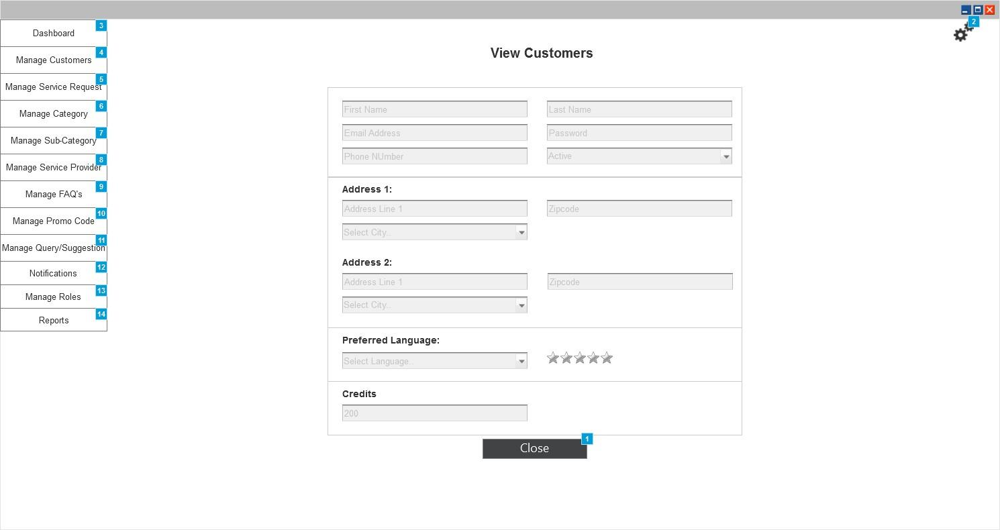 2
3
Dashboard
4
Manage Customers
View Customers
5
Manage Service Request
6
Manage Category
7
Manage Sub-Category
8
Manage Service Provider
9
Manage FAQ's
10
Manage Promo Code
11
Manage Query/Suggestion
12
Notifications
13
Manage Roles
14
Reports
First Name Last Name
Email Address Password
Phone NUmber Active
Address 1:
Address Line 1 Zipcode
Select City..
Address 2:
Address Line 1 Zipcode
Select City..
Preferred Language:
Select Language..
Credits
200
1
Close